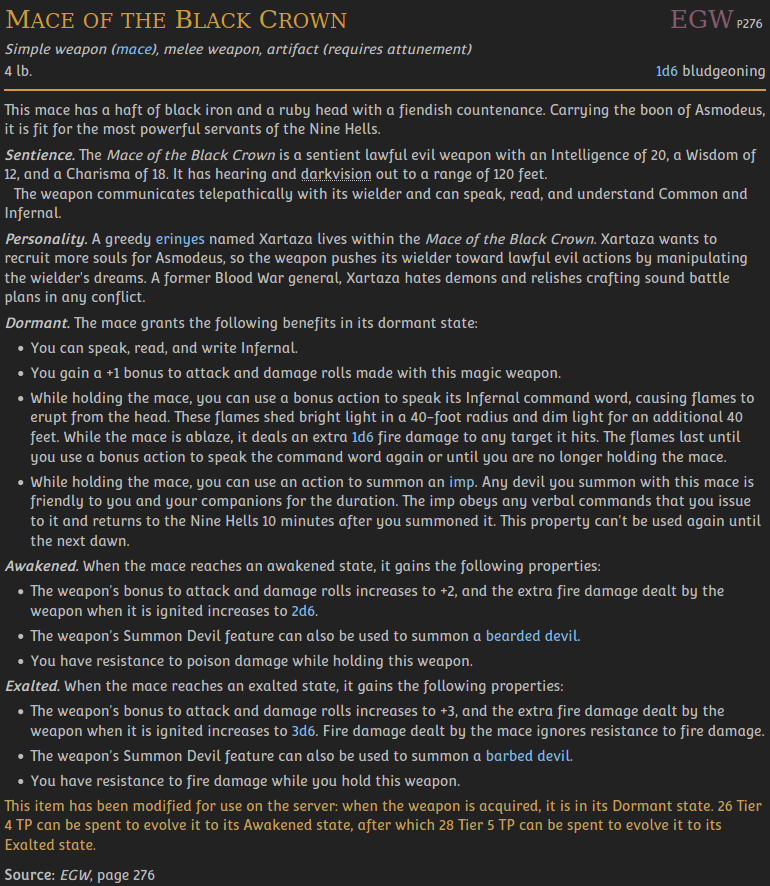 MACE OF THE BLACK CROWN EGW P276
Simple weapon (mace), melee weapon, artifact (requires attunement)
4 lb. 1d6 bludgeoning
This mace has a haft of black iron and a ruby head with a fiendish countenance. Carrying the boon of Asmodeus,
it is fit for the most powerful servants of the Nine Hells.
Sentience. The Mace of the Black Crown is a sentient lawful evil weapon with an Intelligence of 20, a Wisdom of
12, and a Charisma of 18. It has hearing and darkvision out to a range of 120 feet.
The weapon communicates telepathically with its wielder and can speak, read, and understand Common and
Infernal.
Personality. A greedy erinyes named Xartaza lives within the Mace of the Black Crown. Xartaza wants to
recruit more souls for Asmodeus, so the weapon pushes its wielder toward lawful evil actions by manipulating
the wielder's dreams. A former Blood War general, Xartaza hates demons and relishes crafting sound battle
plans in any conflict.
Dormant. The mace grants the following benefits in its dormant state:
• You can speak, read, and write Infernal.
• You gain a +1 bonus to attack and damage rolls made with this magic weapon.
• While holding the mace, you can use a bonus action to speak its Infernal command word, causing flames to
erupt from the head. These flames shed bright light in a 40-foot radius and dim light for an additional 40
feet. While the mace is ablaze, it deals an extra 1d6 fire damage to any target it hits. The flames last until
you use a bonus action to speak the command word again or until you are no longer holding the mace.
• While holding the mace, you can use an action to summon an imp. Any devil you summon with this mace is
friendly to you and your companions for the duration. The imp obeys any verbal commands that you issue
to it and returns to the Nine Hells 10 minutes after you summoned it. This property can't be used again until
the next dawn.
Awakened. When the mace reaches an awakened state, it gains the following properties:
• The weapon's bonus to attack and damage rolls increases to +2, and the extra fire damage dealt by the
weapon when it is ignited increases to 2d6.
• The weapon's Summon Devil feature can also be used to summon a bearded devil.
• You have resistance to poison damage while holding this weapon.
Exalted. When the mace reaches an exalted state, it gains the following properties:
• The weapon's bonus to attack and damage rolls increases to +3, and the extra fire damage dealt by the
weapon when it is ignited increases to 3d6. Fire damage dealt by the mace ignores resistance to fire damage.
• The weapon's Summon Devil feature can also be used to summon a barbed devil.
• You have resistance to fire damage while you hold this weapon.
This item has been modified for use on the server: when the weapon is acquired, it is in its Dormant state. 26 Tier
4 TP can be spent to evolve it to its Awakened state, after which 28 Tier 5 TP can be spent to evolve it to its
Exalted state.
Source: EGW, page 276